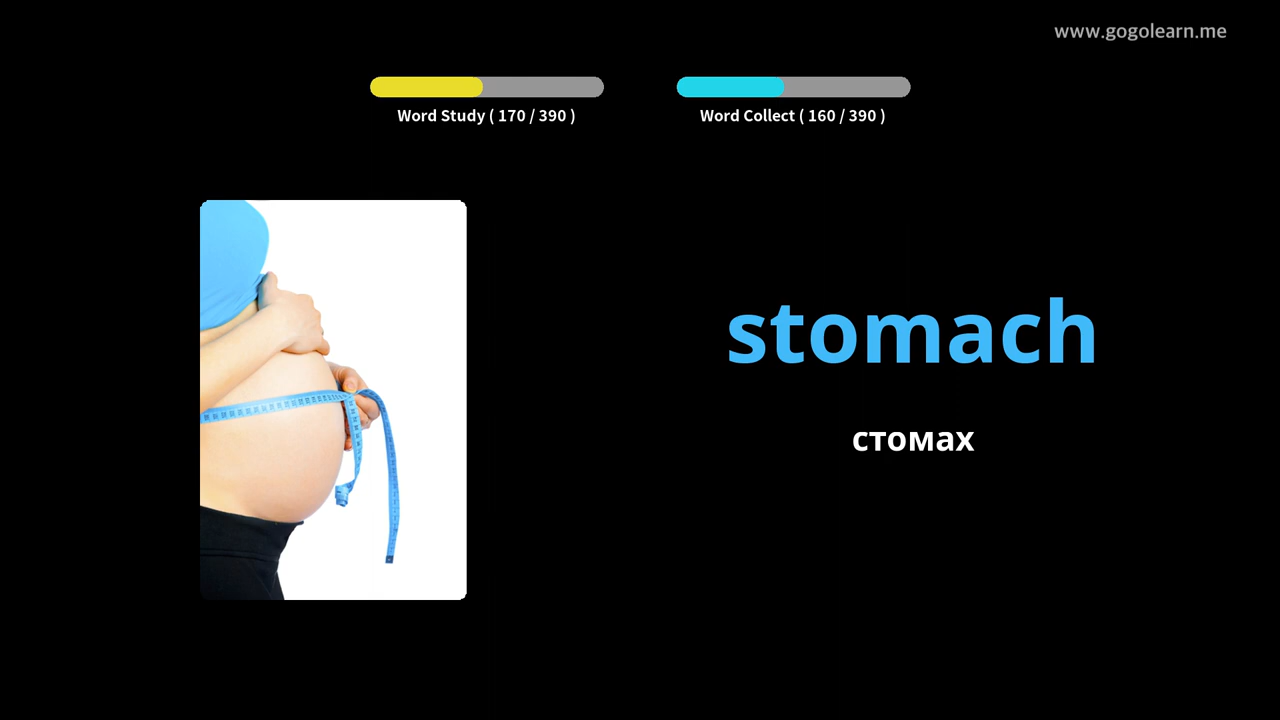 www.gogolearn.me
Word Study ( 170 / 390 )
Word Collect ( 160 / 390 )
stomach
стомах